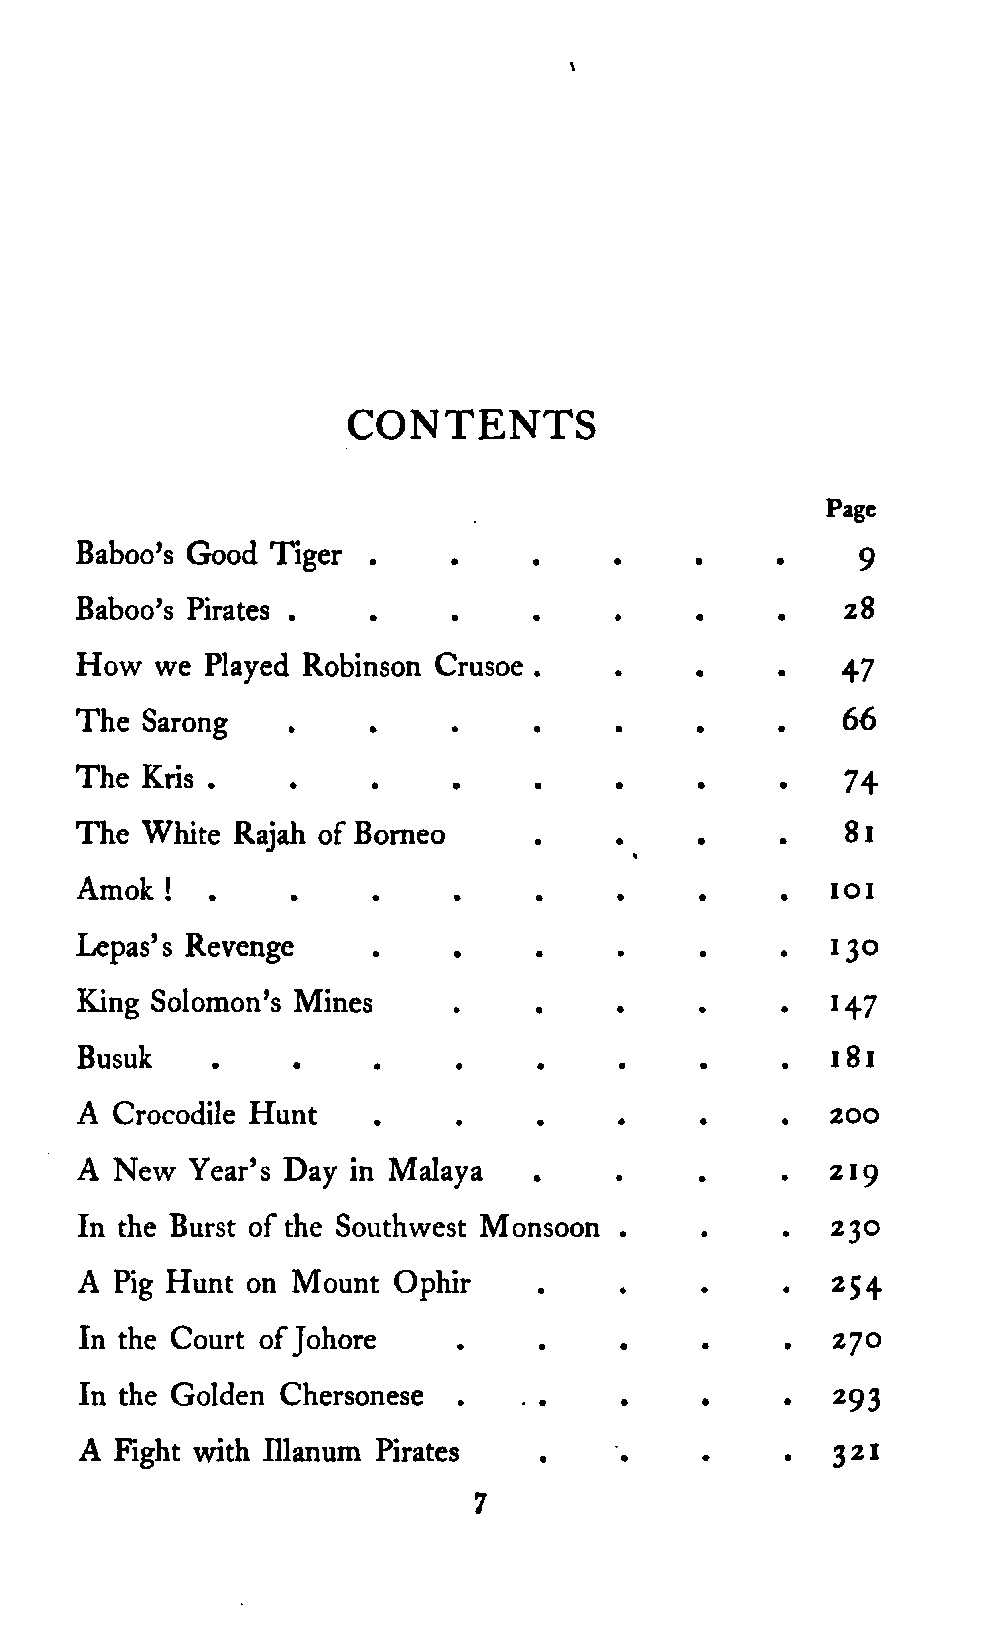 CONTENTS
Page
Baboo's Good Tiger . . . . . . 9
Baboo's Pirates . . . . . . . 28
How we Played Robinson Crusoe . . . . 47
The Sarong . . . . . . . 66
The Kris . . . . . . . . 74
The White Rajah of Borneo . . . . 81
Amok ! . . . . . . . . 101
Lepas's Revenge . . . . . . 130
King Solomon's Mines . . . . . 147
Busuk . . . . . . . . 181
A Crocodile Hunt . . . . . . 200
A New Year's Day in Malaya . . . . 219
In the Burst of the Southwest Monsoon . . . 230
A Pig Hunt on Mount Ophir . . . . 254
In the Court of Johore . . . . . 270
In the Golden Chersonese . . . . . 293
A Fight with Illanum Pirates . . . . 321
7